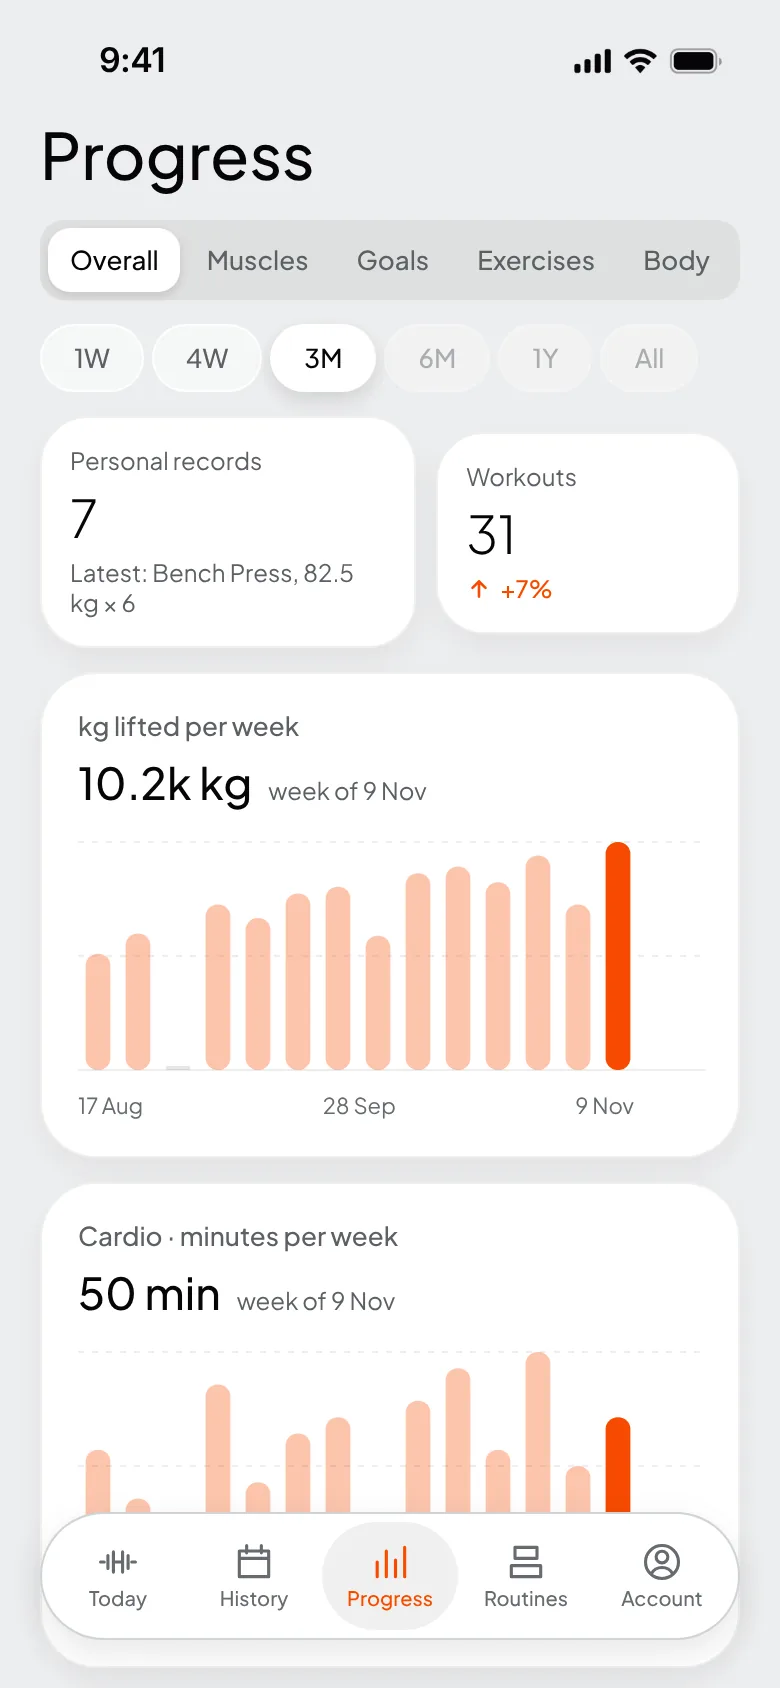 9:41
Progress
Overall Muscles Goals Exercises Body
1W 4W 3M 6M 1Y All
Personal records
7
Latest: Bench Press, 82.5
kg × 6
Workouts
31
↑ +7%
kg lifted per week
10.2k kg week of 9 Nov
17 Aug 28 Sep 9 Nov
Cardio · minutes per week
50 min week of 9 Nov
Today History Progress Routines Account